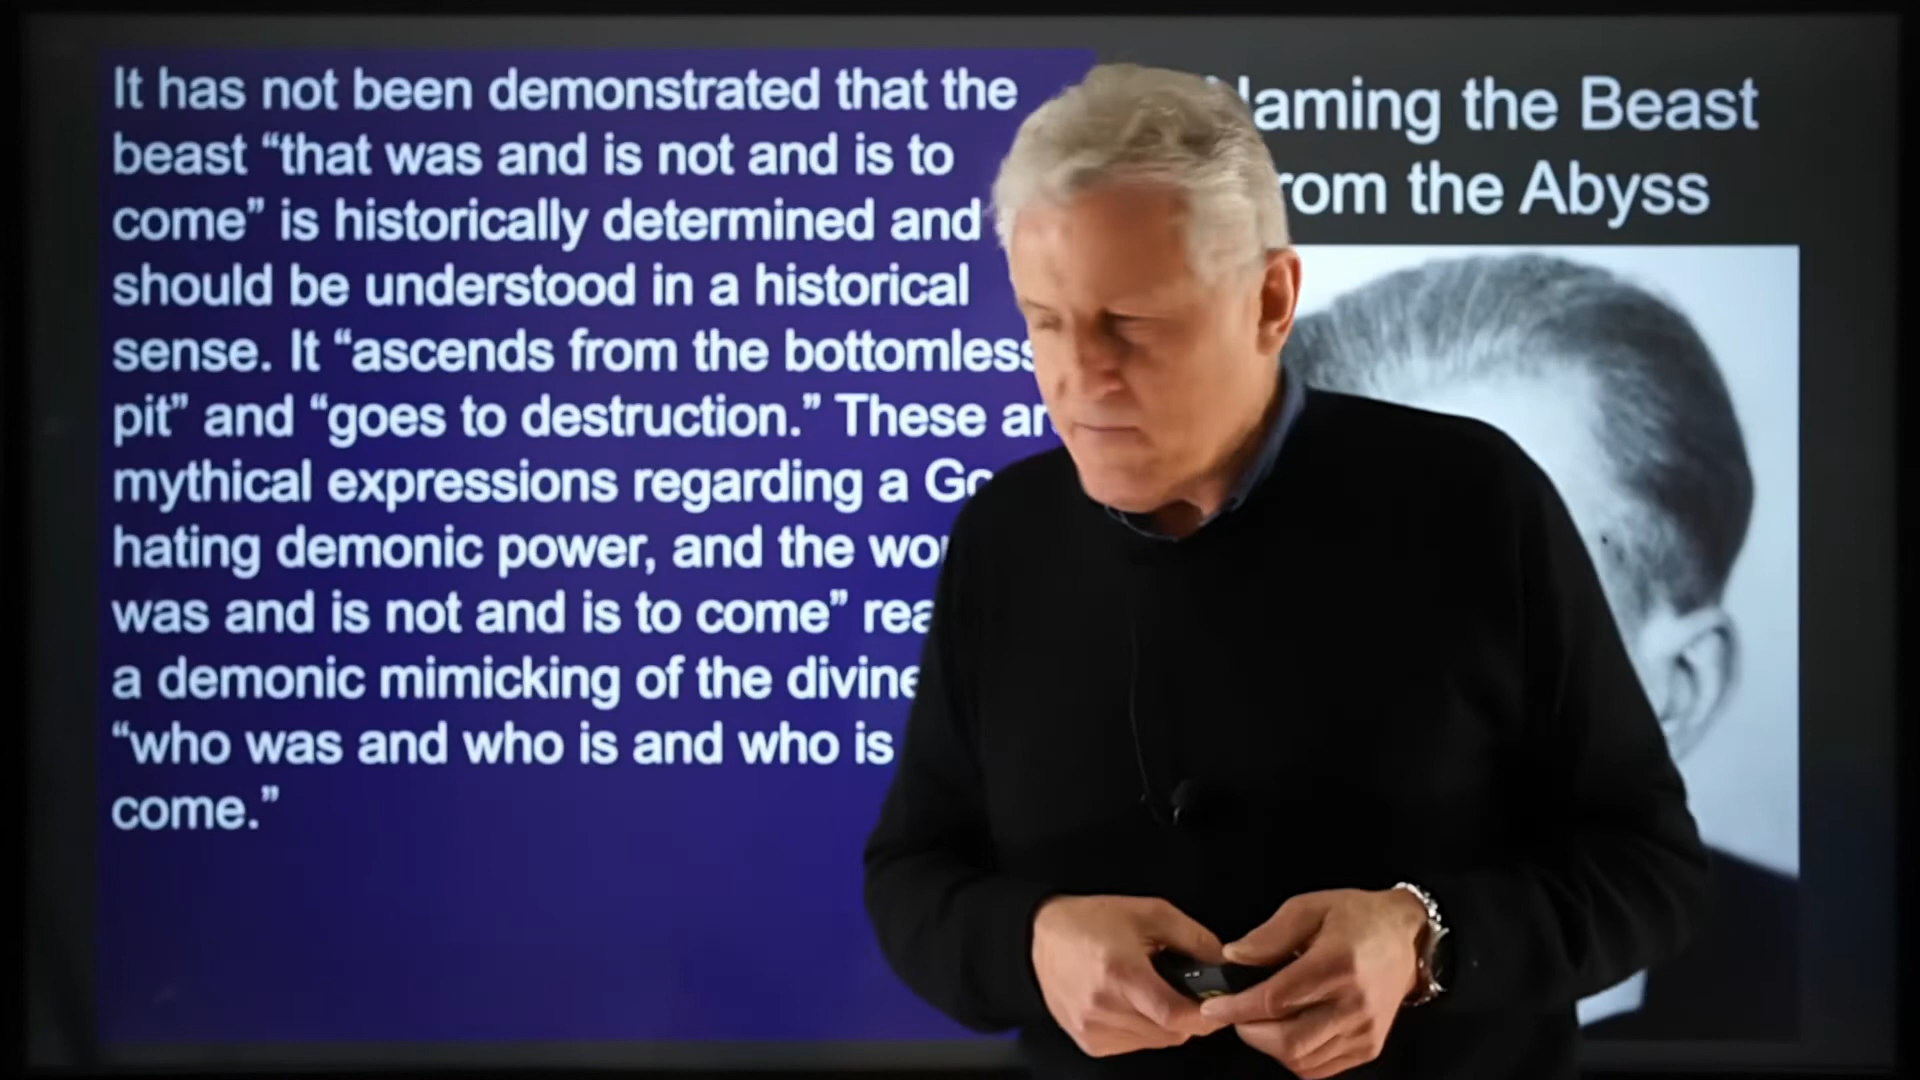 It has not been demonstrated that the
beast “that was and is not and is to
come” is historically determined and
should be understood in a historical
sense. It “ascends from the bottomless
pit” and “goes to destruction.” These
mythical expressions regarding a
hating demonic power, and the
was and is not and is to come”
a demonic mimicking of the divine
“who was and who is and who is
come.”
the Beast
the Abyss